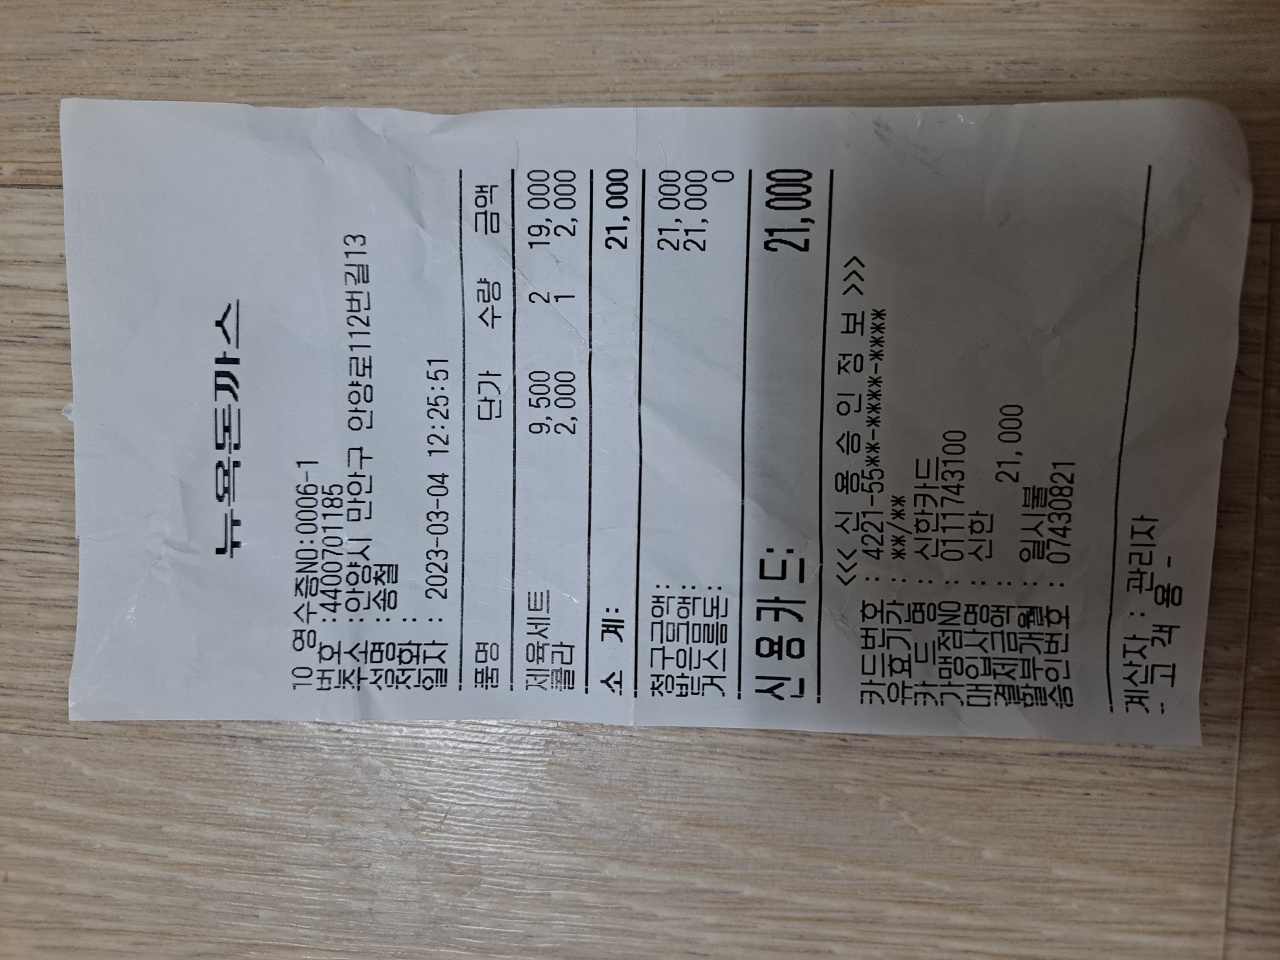 뉴욕돈까스
10 영수증NO:0006-1
번호 :4400701185
주소 :안양시 만안구 안양로112번길13
성명 :송철
전화 :
일자 : 2023-03-04 12:25:51
품명 단가 수량 금액
제육세트 9,500 2 19,000
콜라 2,000 1 2,000
소 계: 21,000
청구금액: 21,000
받은금액: 21,000
거스름돈: 0
신용카드: 21,000
<<< 신 용 승 인 정 보 >>>
카드번호 : 4221-55**-****-****
유효기간 : **/**
카드명 : 신한카드
가맹점NO : 0111743100
매입사명 : 신한
결제금액 : 21,000
할부개월 : 일시불
승인번호 : 07430821
계산자 : 관리자
-- 고 객 용 -